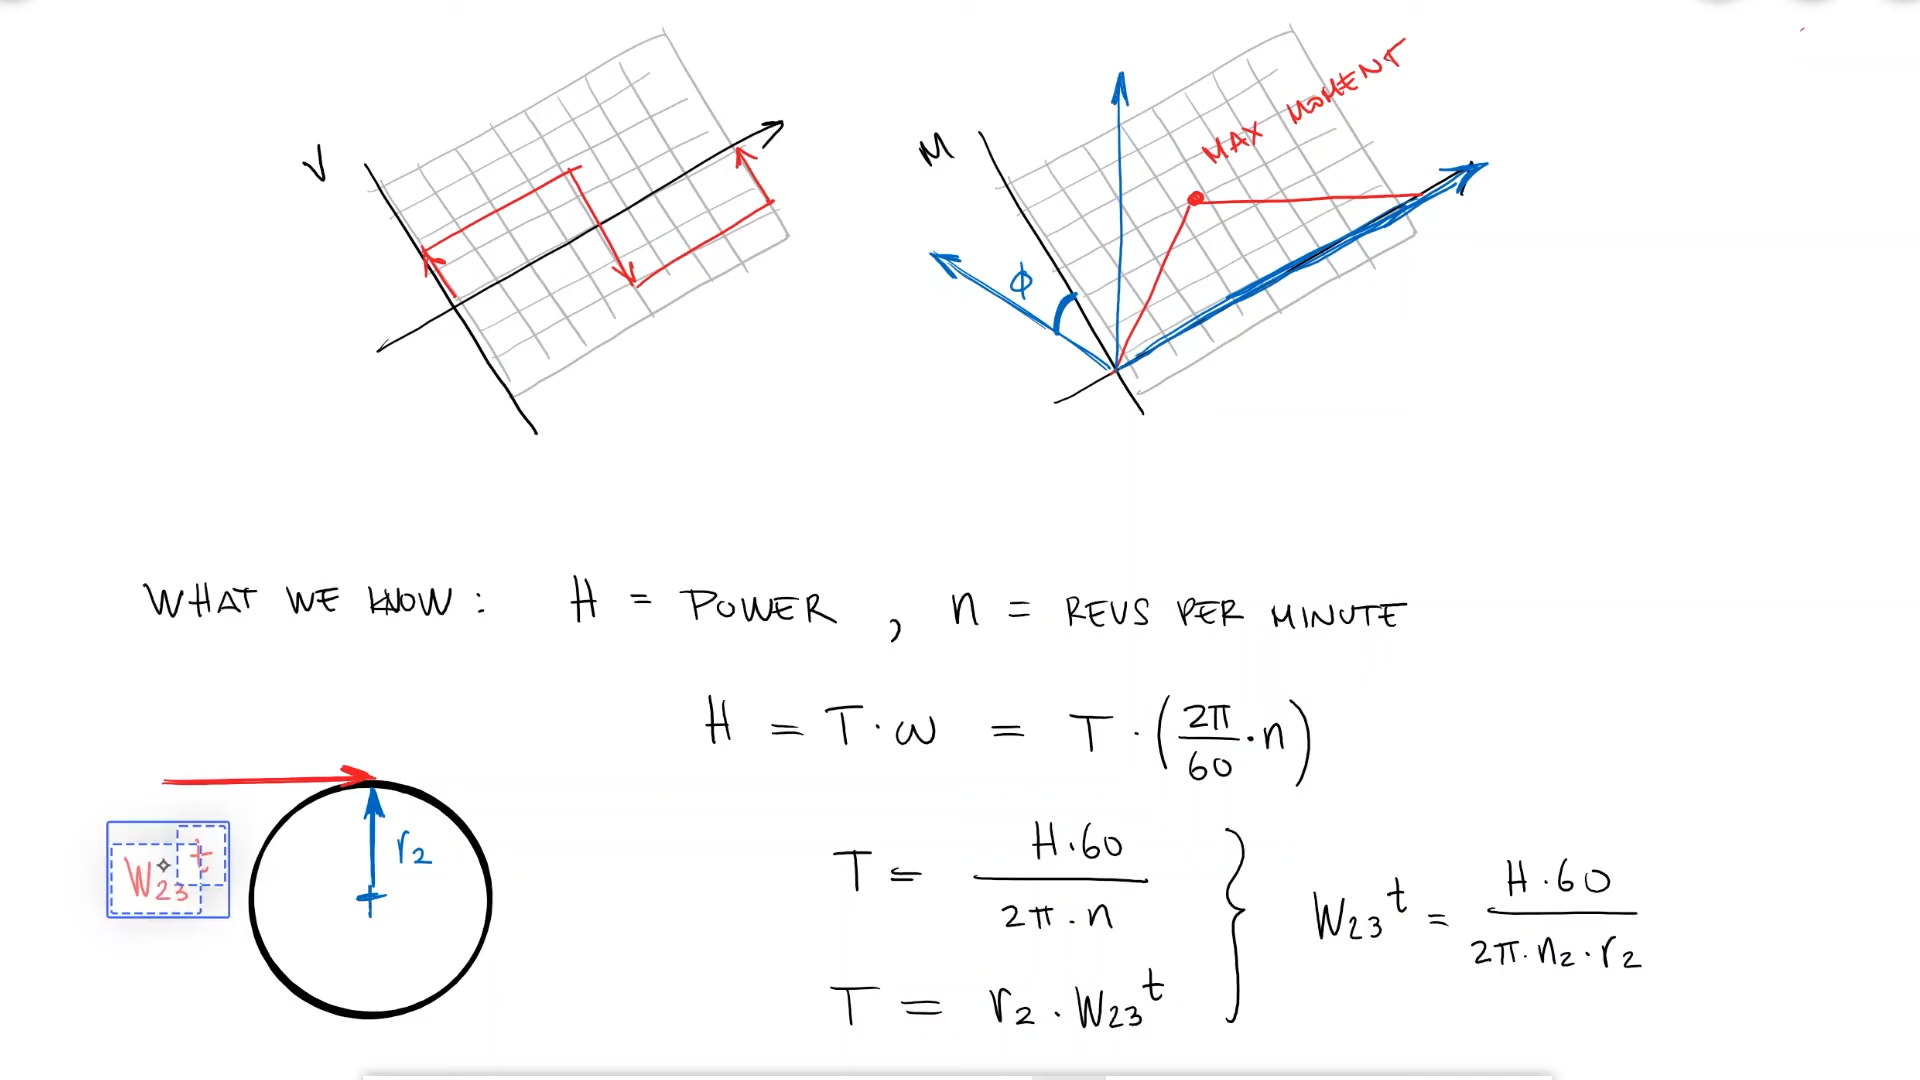 V
M
MAX MOMENT
ϕ
WHAT WE KNOW : H = POWER , n = REVS PER MINUTE
H = T · ω = T · (2π/60 · n)
r₂
W₂₃ᵗ
T = H·60 / 2π · n
T = r₂ · W₂₃ᵗ
W₂₃ᵗ = H·60 / 2π · n₂ · r₂